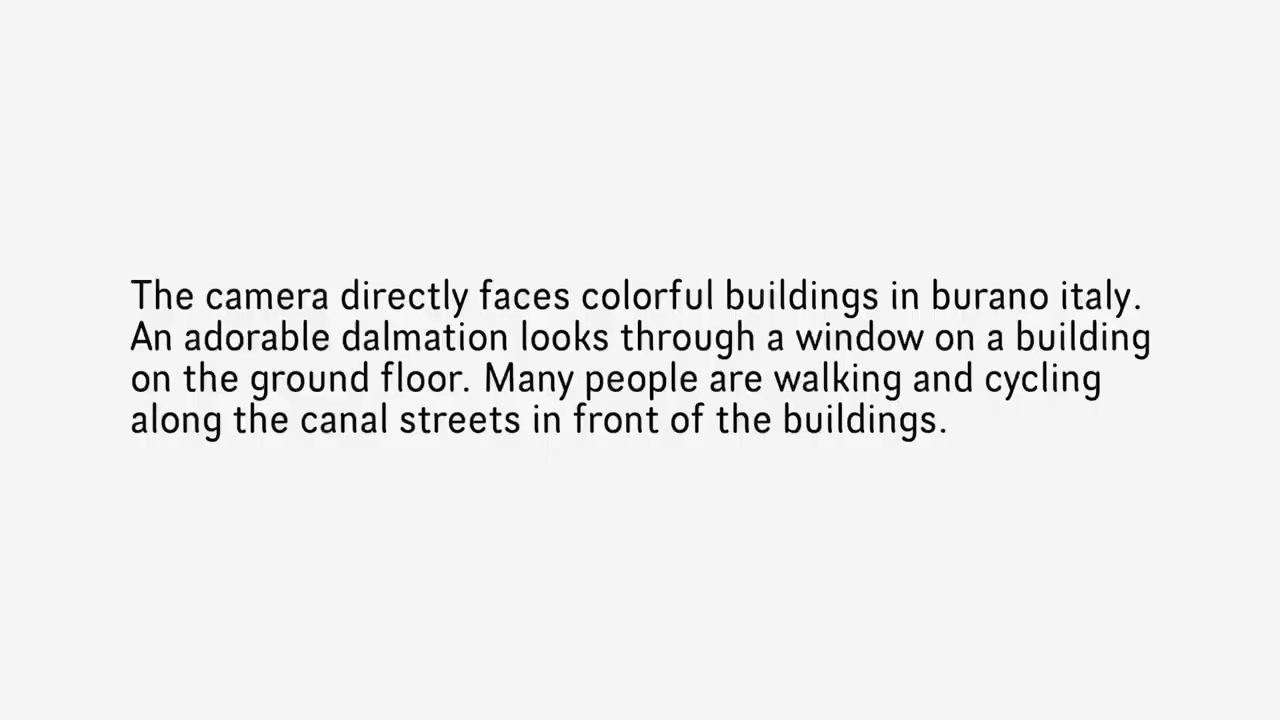 The camera directly faces colorful buildings in burano italy.
An adorable dalmation looks through a window on a building
on the ground floor. Many people are walking and cycling
along the canal streets in front of the buildings.